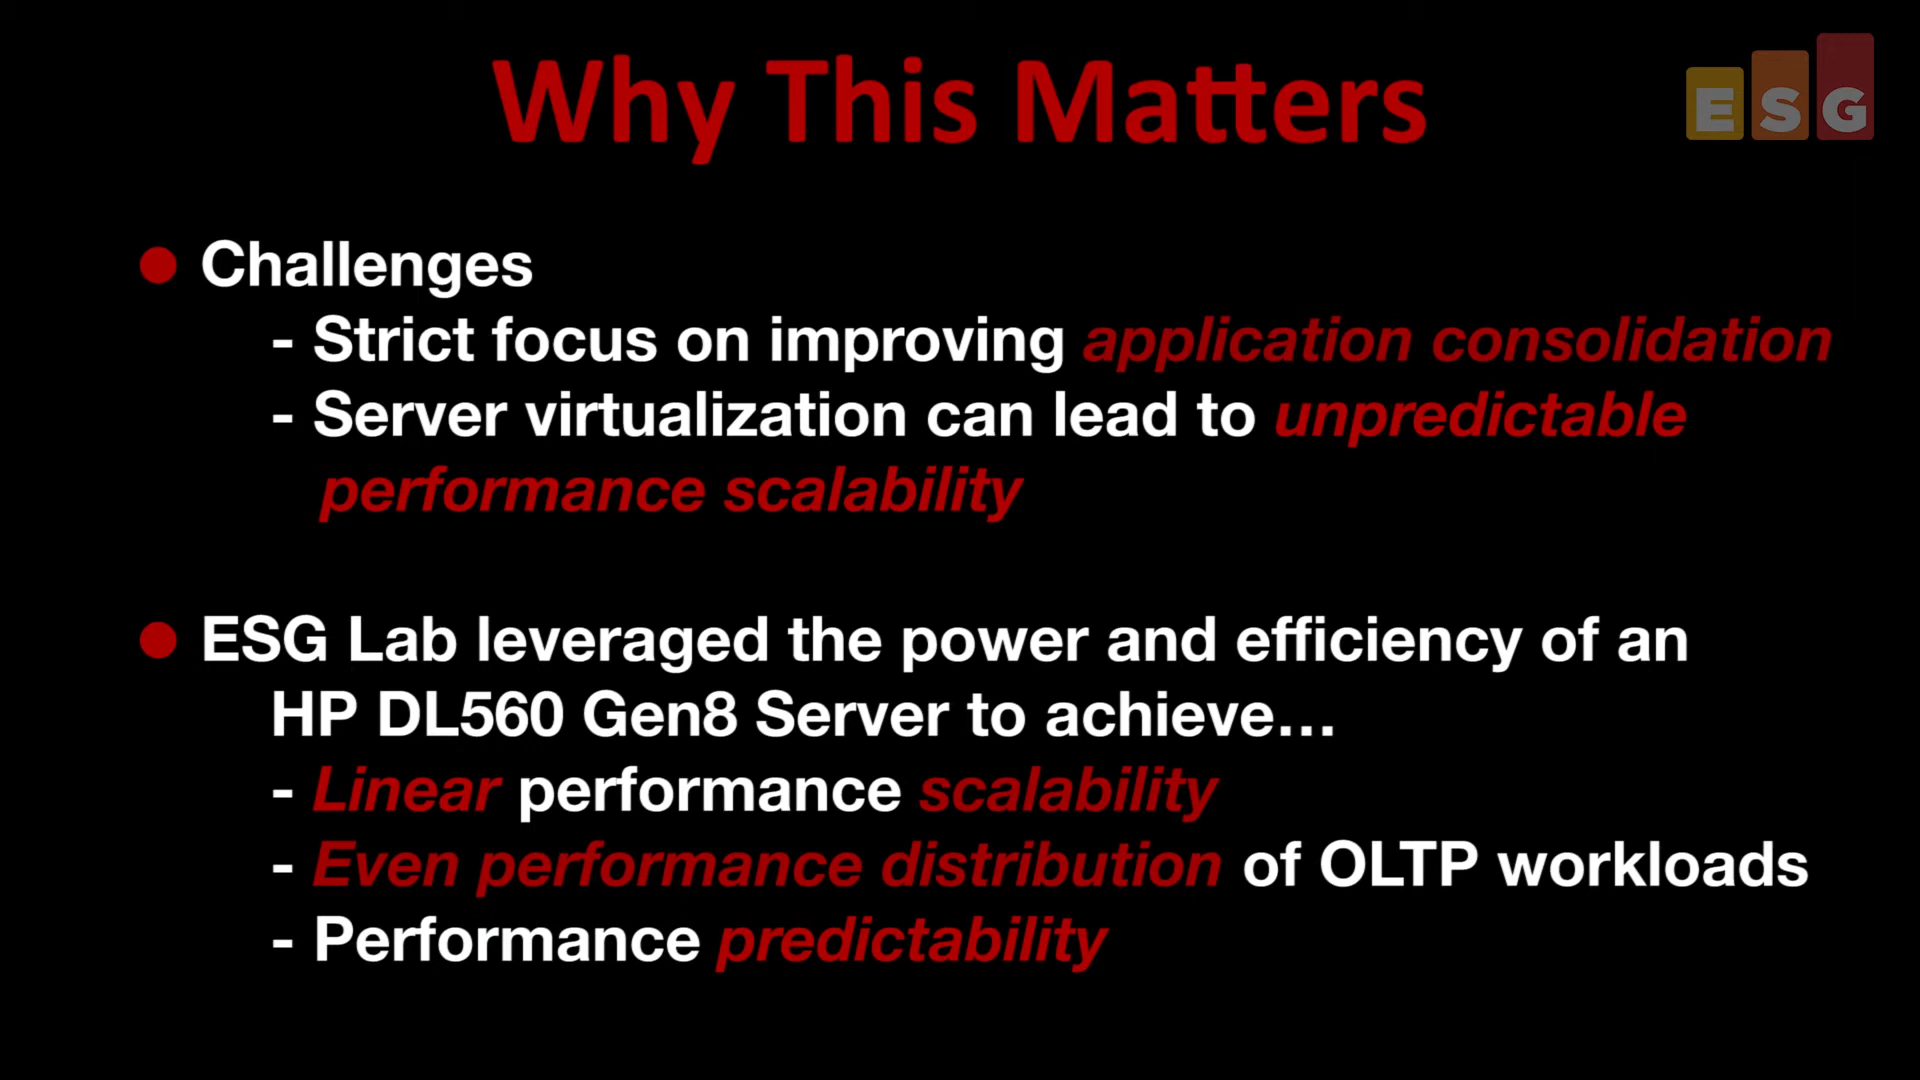 Why This Matters
ESG
● Challenges
- Strict focus on improving application consolidation
- Server virtualization can lead to unpredictable
performance scalability
● ESG Lab leveraged the power and efficiency of an
HP DL560 Gen8 Server to achieve…
- Linear performance scalability
- Even performance distribution of OLTP workloads
- Performance predictability